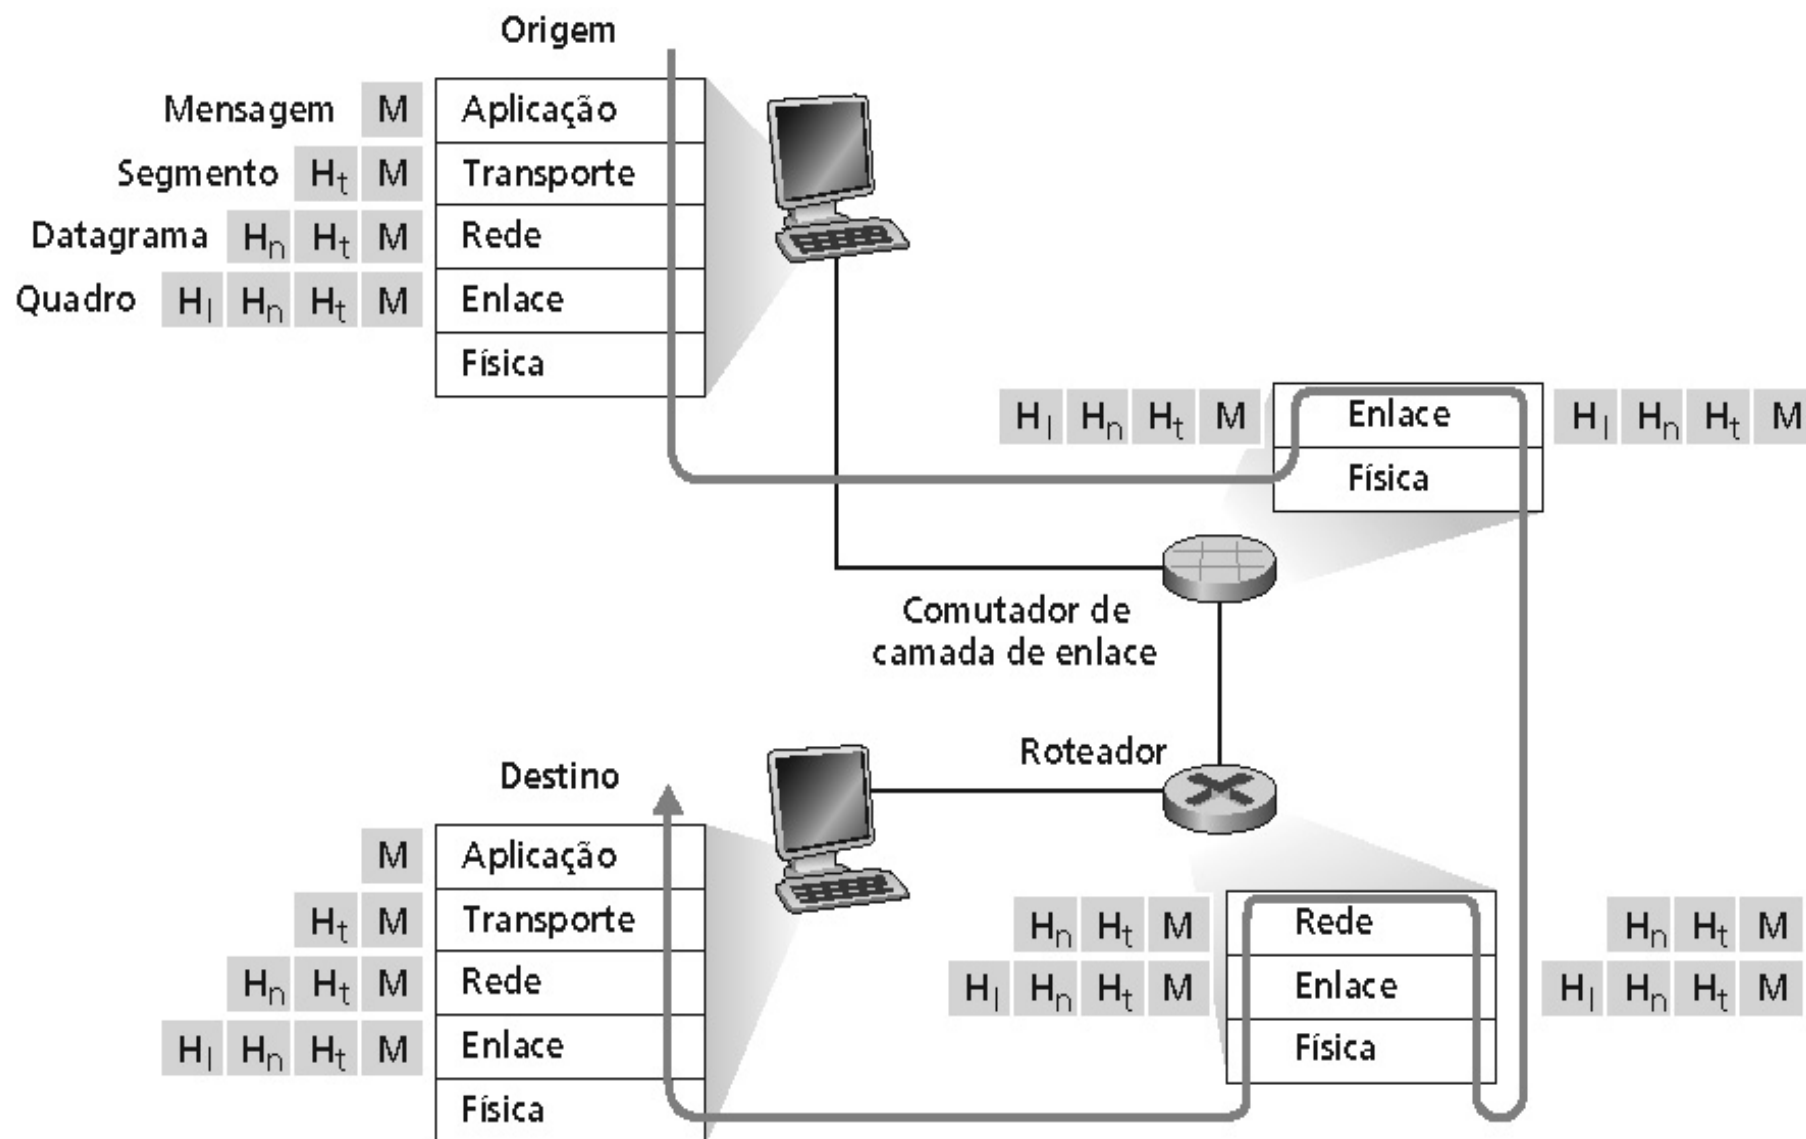 Origem
Mensagem M Aplicação
Segmento Ht M Transporte
Datagrama Hn Ht M Rede
Quadro Hl Hn Ht M Enlace
Física
Hl Hn Ht M Enlace Hl Hn Ht M
Física
Comutador de
camada de enlace
Roteador
Destino
M Aplicação
Ht M Transporte
Hn Ht M Rede
Hl Hn Ht M Enlace
Física
Hn Ht M Rede Hn Ht M
Hl Hn Ht M Enlace Hl Hn Ht M
Física